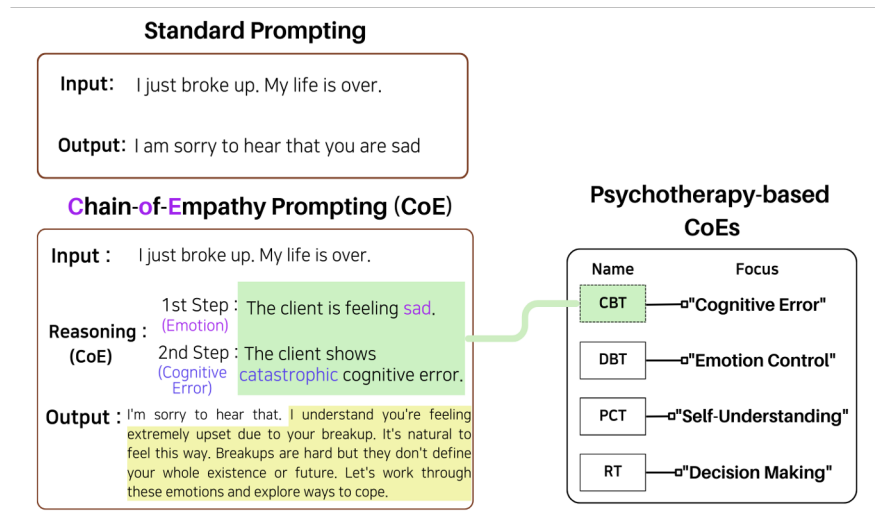 Standard Prompting
Input: I just broke up. My life is over.
Output: I am sorry to hear that you are sad
Chain-of-Empathy Prompting (CoE)
Input : I just broke up. My life is over.
Reasoning :
(CoE)
1st Step : The client is feeling sad.
(Emotion)
2nd Step : The client shows
(Cognitive catastrophic cognitive error.
Error)
Output : I'm sorry to hear that. I understand you're feeling
extremely upset due to your breakup. It's natural to
feel this way. Breakups are hard but they don't define
your whole existence or future. Let's work through
these emotions and explore ways to cope.
Psychotherapy-based
CoEs
Name Focus
CBT "Cognitive Error"
DBT "Emotion Control"
PCT "Self-Understanding"
RT "Decision Making"